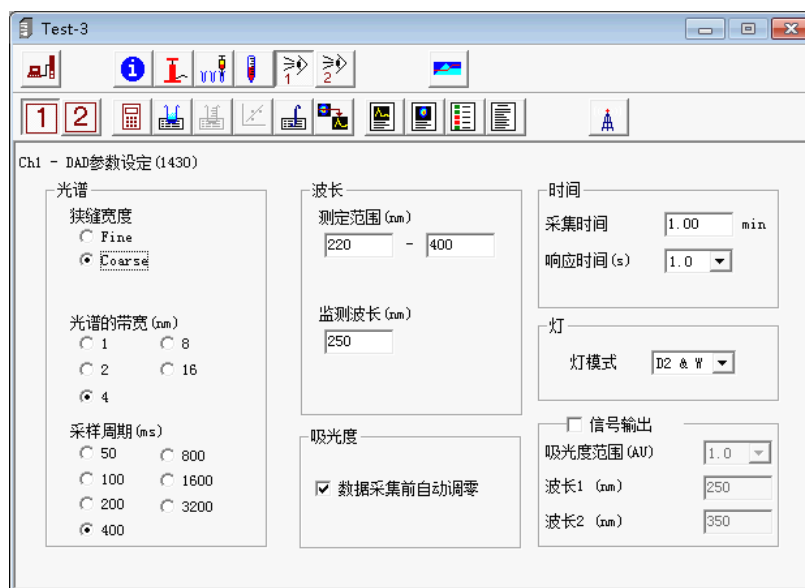 Test-3
1
2
1
2
Ch1 - DAD参数设定(1430)
光谱
狭缝宽度
Fine
Coarse
光谱的带宽(nm)
1
8
2
16
4
采样周期(ms)
50
800
100
1600
200
3200
400
波长
测定范围(nm)
220 - 400
监测波长(nm)
250
吸光度
数据采集前自动调零
时间
采集时间 1.00 min
响应时间(s) 1.0
灯
灯模式 D2 & W
信号输出
吸光度范围(AU) 1.0
波长1 (nm) 250
波长2 (nm) 350